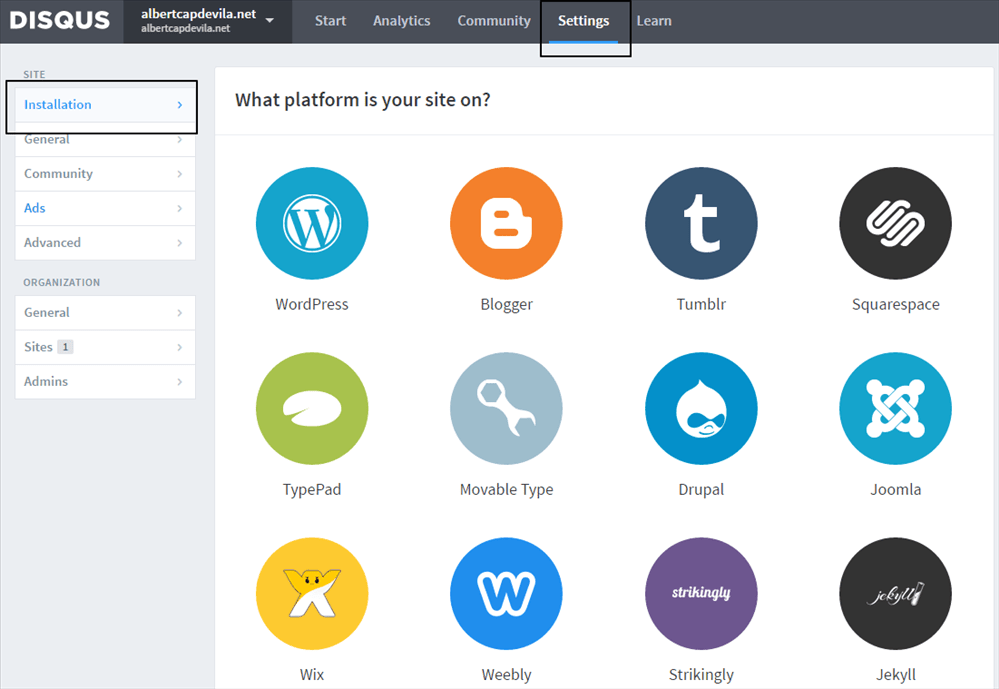 DISQUS
albertcapdevila.net
albertcapdevila.net
Start
Analytics
Community
Settings
Learn
SITE
Installation
General
Community
Ads
Advanced
ORGANIZATION
General
Sites 1
Admins
What platform is your site on?
WordPress
Blogger
Tumblr
Squarespace
TypePad
Movable Type
Drupal
Joomla
strikingly
jekyll
Wix
Weebly
Strikingly
Jekyll